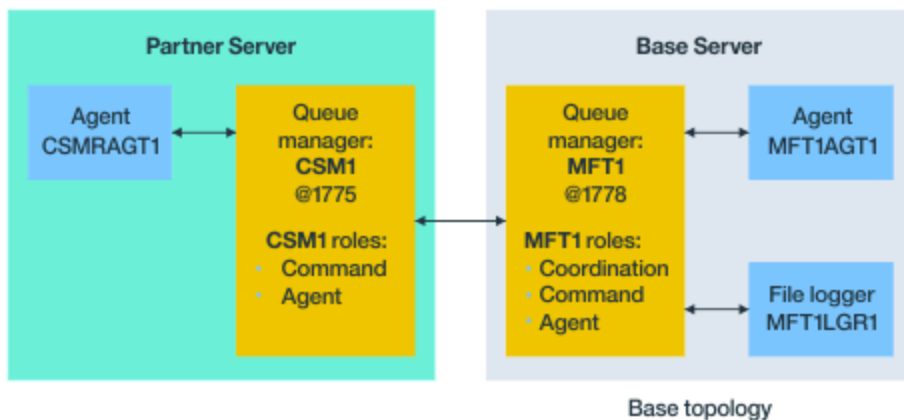 Partner Server
Agent
CSMRAGT1
Queue
manager:
CSM1
@1775
CSM1 roles:
• Command
• Agent
Base Server
Queue
manager:
MFT1
@1778
MFT1 roles:
• Coordination
• Command
• Agent
Agent
MFT1AGT1
File logger
MFT1LGR1
Base topology